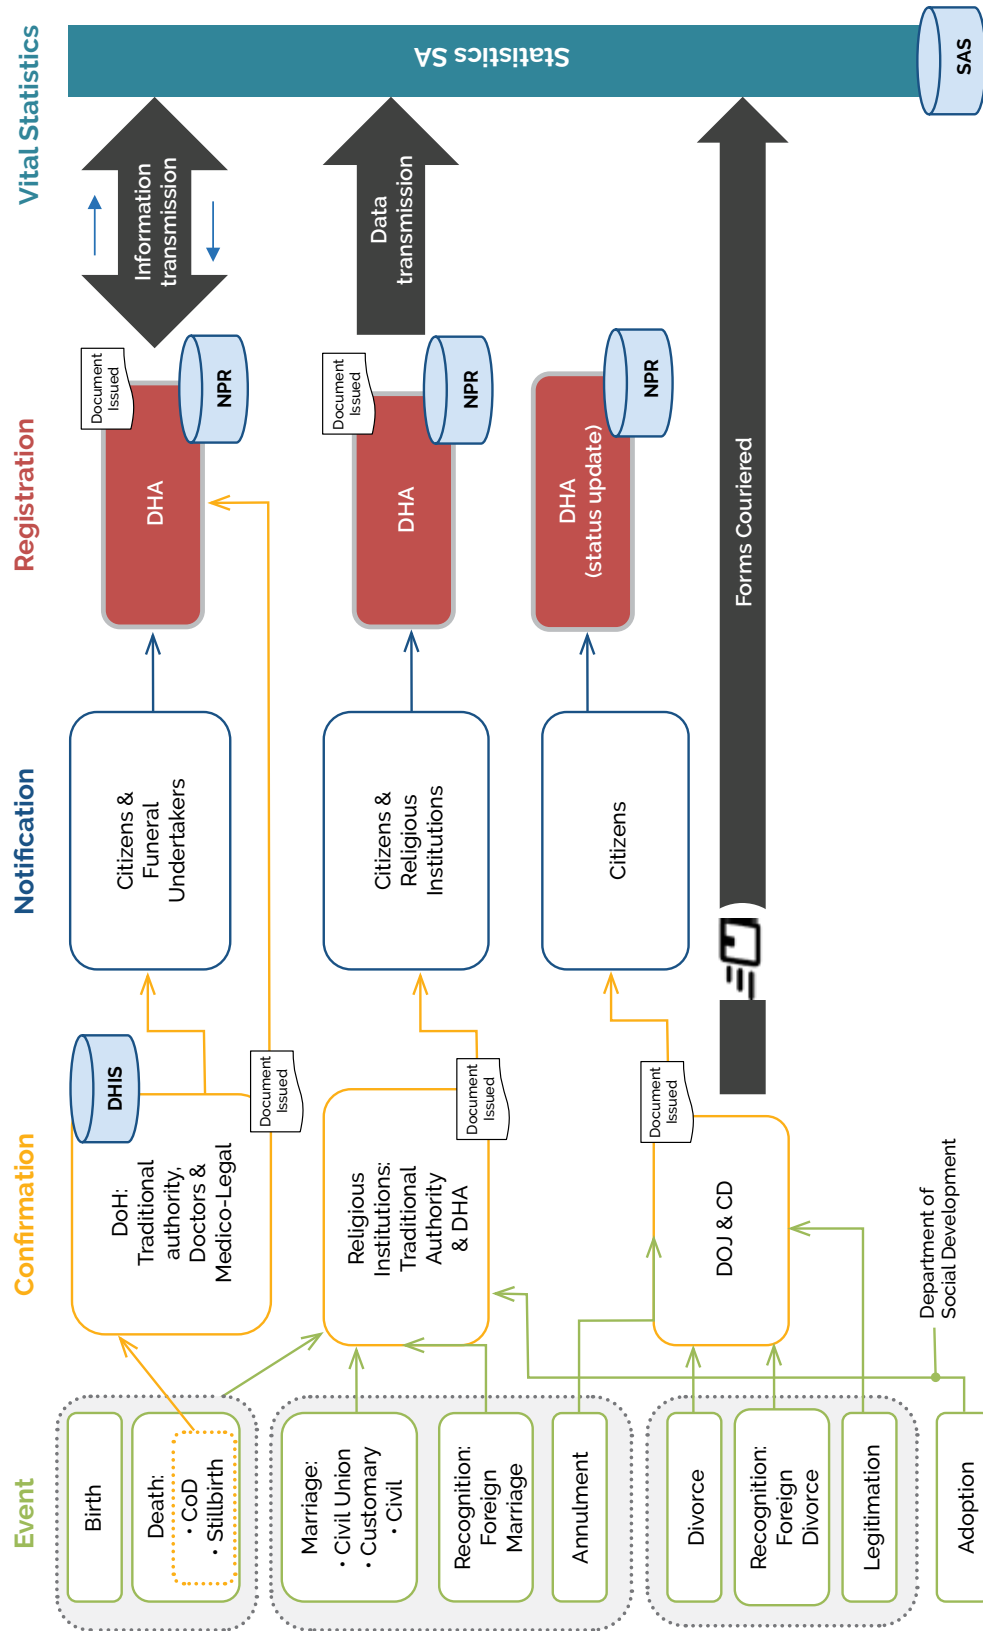 Event
Confirmation
Notification
Registration
Vital Statistics
Birth
Death:
• CoD
• Stillbirth
DoH:
Traditional
authority,
Doctors &
Medico-Legal
DHIS
Document
Issued
Citizens &
Funeral
Undertakers
DHA
Document
Issued
NPR
Information
transmission
Statistics SA
SAS
Marriage:
• Civil Union
• Customary
• Civil
Recognition:
Foreign
Marriage
Annulment
Religious
Institutions:
Traditional
Authority
& DHA
Document
Issued
Citizens &
Religious
Institutions
DHA
Document
Issued
NPR
Data
transmission
Divorce
Recognition:
Foreign
Divorce
Legitimation
DOJ & CD
Document
Issued
Citizens
DHA
(status update)
NPR
Forms Couriered
Adoption
Department of
Social Development